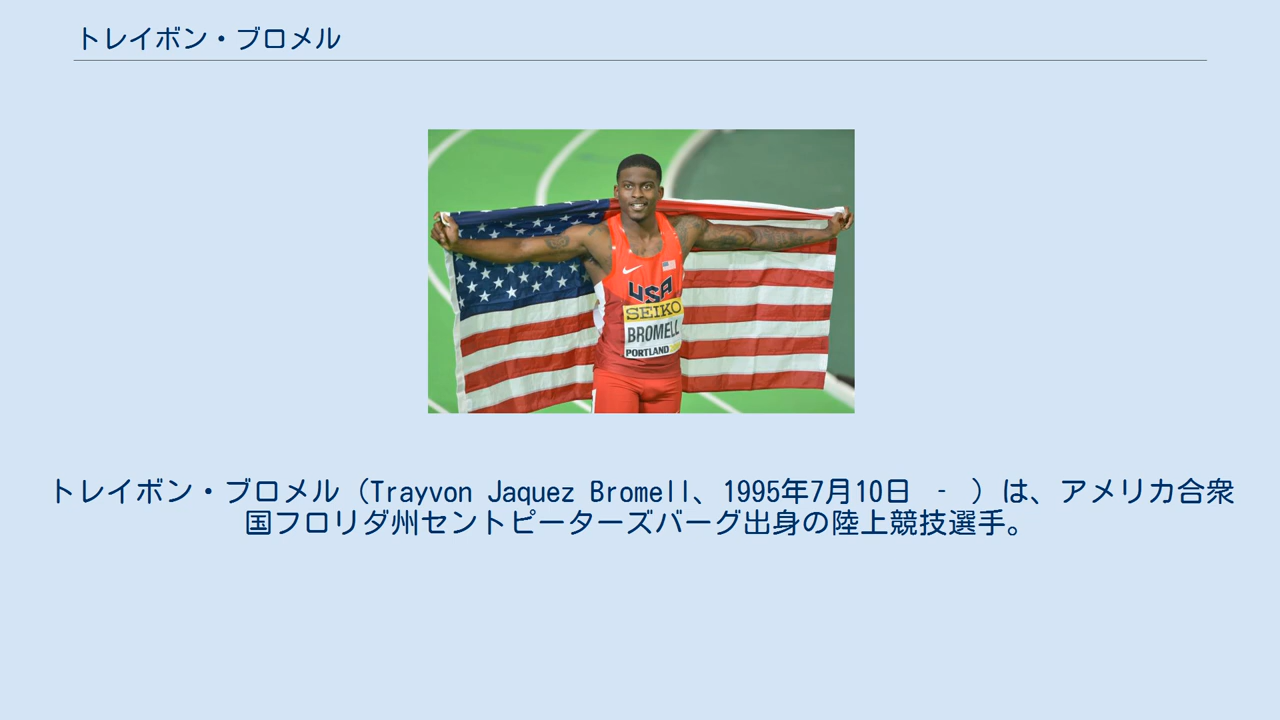 トレイボン・ブロメル
USA
SEIKO
BROMELL
PORTLAND
トレイボン・ブロメル（Trayvon Jaquez Bromell、1995年7月10日 - ）は、アメリカ合衆
国フロリダ州セントピーターズバーグ出身の陸上競技選手。